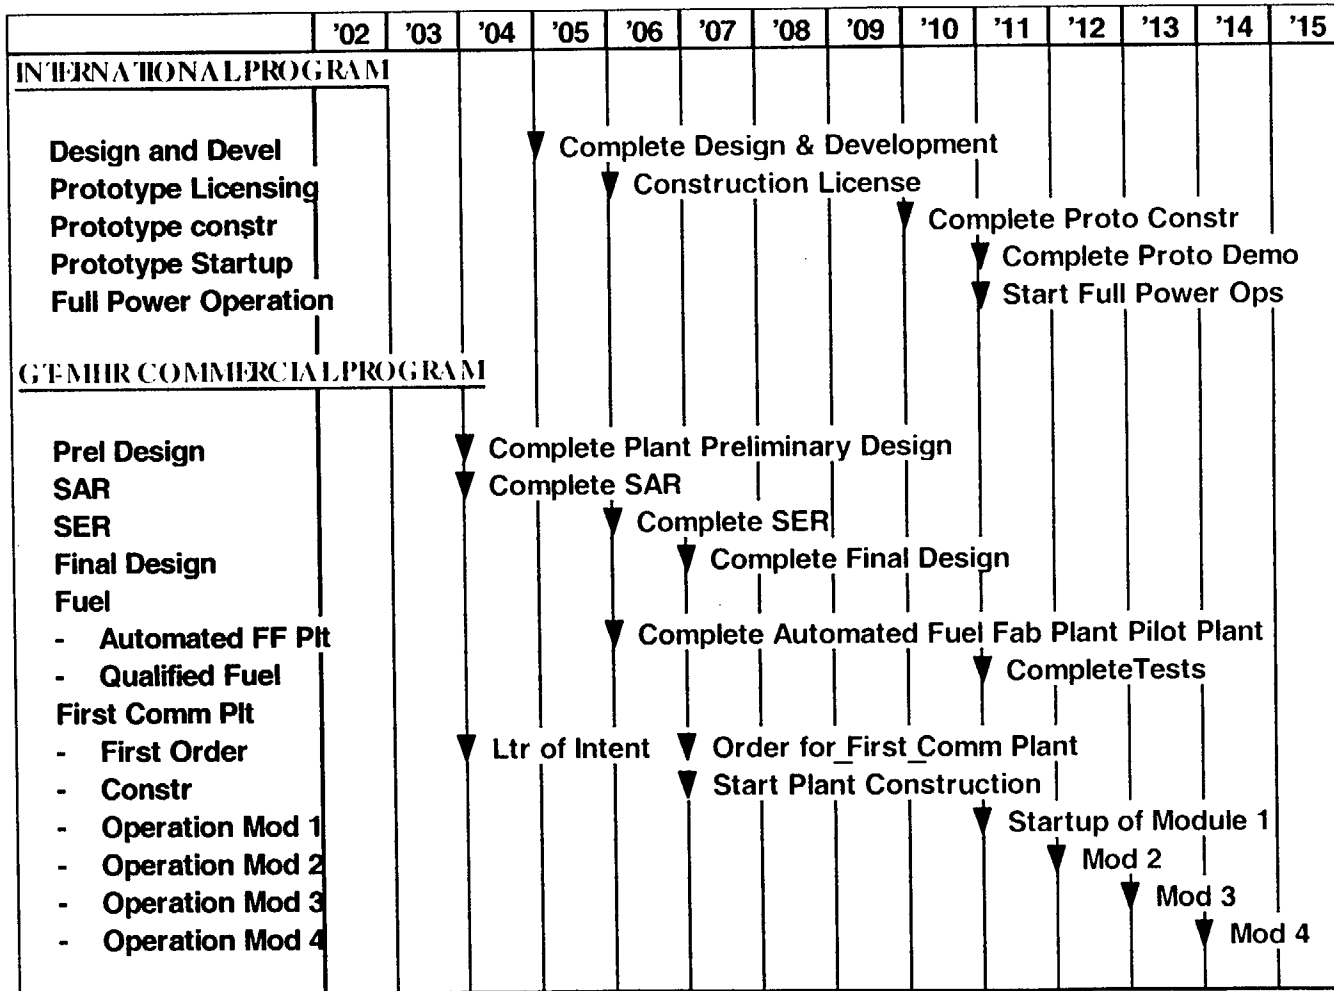 '02 '03 '04 '05 '06 '07 '08 '09 '10 '11 '12 '13 '14 '15
INTERNATIONAL PROGRAM
Design and Devel Complete Design & Development
Prototype Licensing Construction License
Prototype constr Complete Proto Constr
Prototype Startup Complete Proto Demo
Full Power Operation Start Full Power Ops
GT-MHR COMMERCIAL PROGRAM
Prel Design Complete Plant Preliminary Design
SAR Complete SAR
SER Complete SER
Final Design Complete Final Design
Fuel
- Automated FF Plt Complete Automated Fuel Fab Plant Pilot Plant
- Qualified Fuel CompleteTests
First Comm Plt
- First Order Ltr of Intent Order for_First_Comm Plant
- Constr Start Plant Construction
- Operation Mod 1 Startup of Module 1
- Operation Mod 2 Mod 2
- Operation Mod 3 Mod 3
- Operation Mod 4 Mod 4